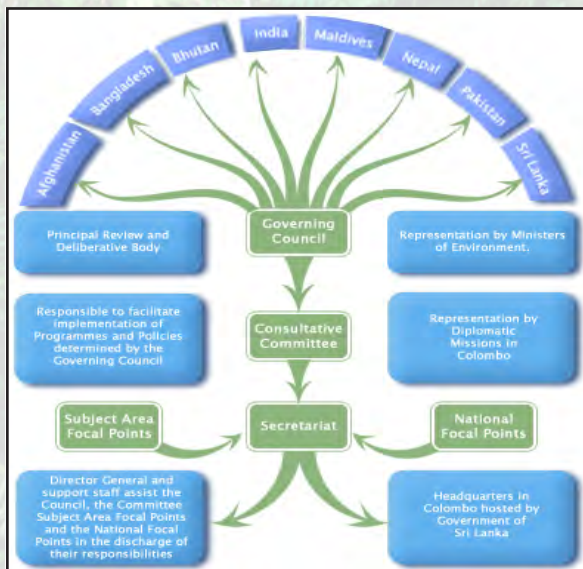 Afghanistan
Bangladesh
Bhutan
India
Maldives
Nepal
Pakistan
Sri Lanka
Governing
Council
Principal Review and
Deliberative Body
Representation by Ministers
of Environment.
Responsible to facilitate
implementation of
Programmes and Policies
determined by the
Governing Council
Consultative
Committee
Representation by
Diplomatic
Missions in
Colombo
Subject Area
Focal Points
Secretariat
National
Focal Points
Director General and
support staff assist the
Council, the Committee
Subject Area Focal Points
and the National Focal
Points in the discharge of
their responsibilities
Headquarters in
Colombo hosted by
Government of
Sri Lanka